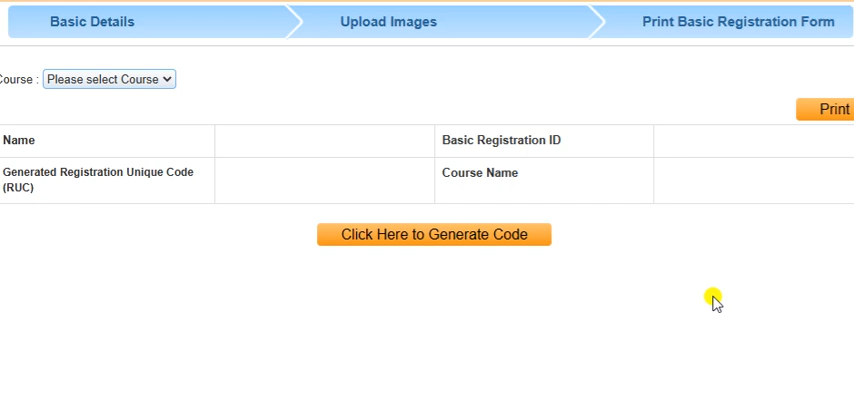 Basic Details
Upload Images
Print Basic Registration Form
Course :
Please select Course
Print
Name
Basic Registration ID
Generated Registration Unique Code
(RUC)
Course Name
Click Here to Generate Code